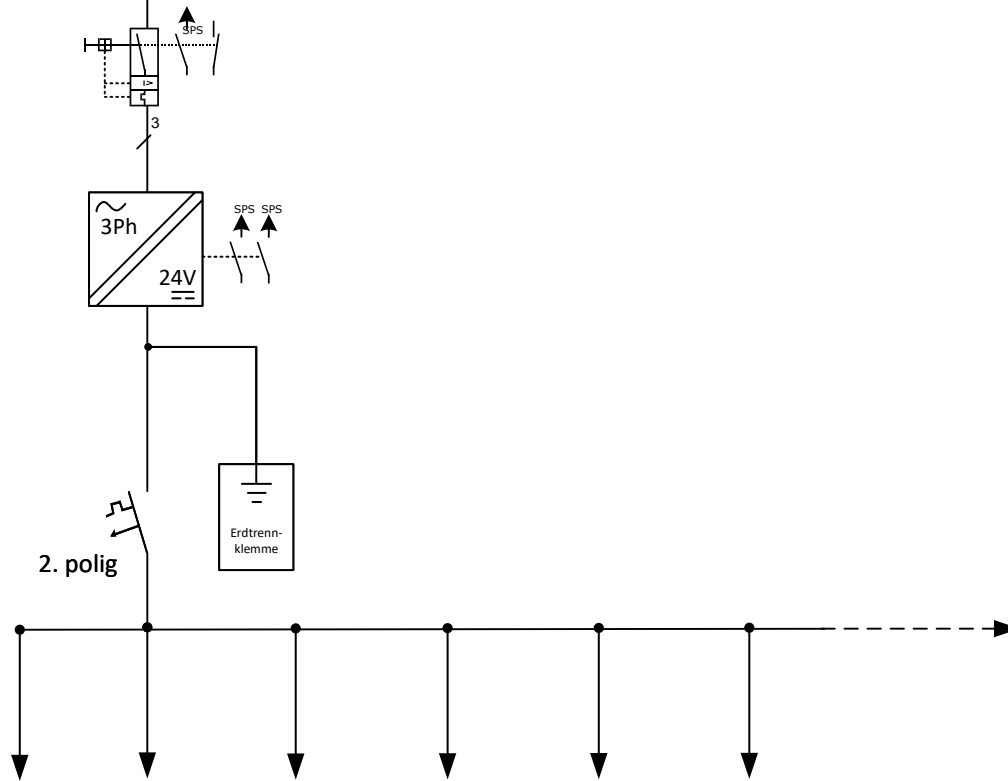 SPS
I>
3
SPS SPS
3Ph
24V
Erdtrenn-
klemme
2. polig